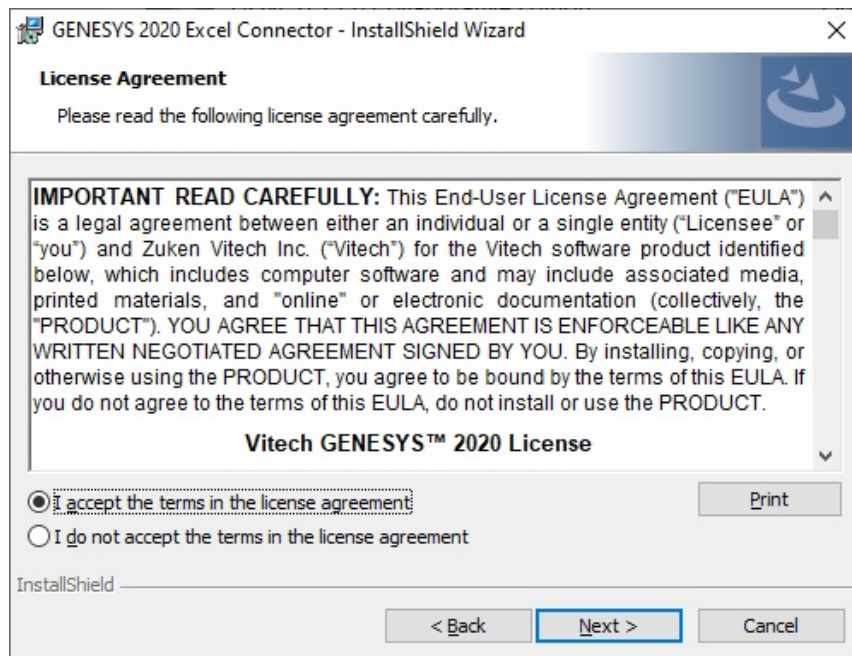 GENESYS 2020 Excel Connector - InstallShield Wizard
License Agreement
Please read the following license agreement carefully.
IMPORTANT READ CAREFULLY: This End-User License Agreement ("EULA")
is a legal agreement between either an individual or a single entity (“Licensee” or
“you”) and Zuken Vitech Inc. (“Vitech”) for the Vitech software product identified
below, which includes computer software and may include associated media,
printed materials, and "online" or electronic documentation (collectively, the
"PRODUCT"). YOU AGREE THAT THIS AGREEMENT IS ENFORCEABLE LIKE ANY
WRITTEN NEGOTIATED AGREEMENT SIGNED BY YOU. By installing, copying, or
otherwise using the PRODUCT, you agree to be bound by the terms of this EULA. If
you do not agree to the terms of this EULA, do not install or use the PRODUCT.
Vitech GENESYS™ 2020 License
I accept the terms in the license agreement
Print
I do not accept the terms in the license agreement
InstallShield
< Back
Next >
Cancel